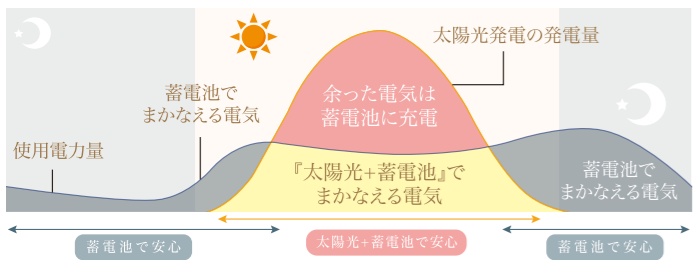 太陽光発電の発電量
蓄電池で
まかなえる電気
余った電気は
蓄電池に充電
使用電力量
『太陽光+蓄電池』で
まかなえる電気
蓄電池で
まかなえる電気
蓄電池で安心
太陽光+蓄電池で安心
蓄電池で安心